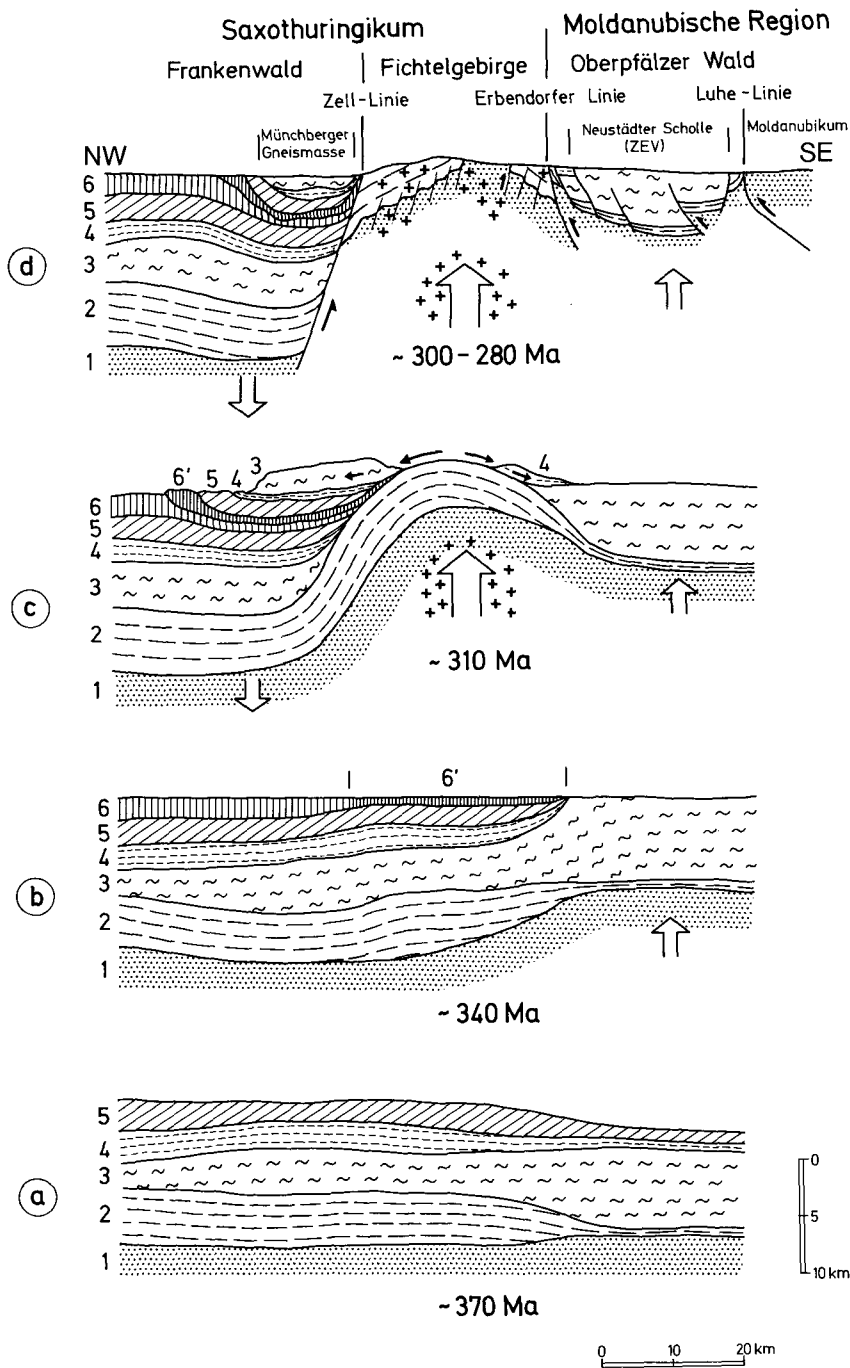 Saxothuringikum
Moldanubische Region
Frankenwald
Fichtelgebirge
Oberpfälzer Wald
Zell-Linie
Erbendorfer Linie
Luhe-Linie
Münchberger
Gneismasse
Neustädter Scholle
(ZEV)
Moldanubikum
NW
SE
6
5
4
3
2
1
d
~ 300-280 Ma
6' 5 4 3
4
6
5
4
3
2
1
c
~ 310 Ma
6'
6
5
4
3
2
1
b
~ 340 Ma
5
4
3
2
1
a
~ 370 Ma
0
5
10 km
0 10 20 km